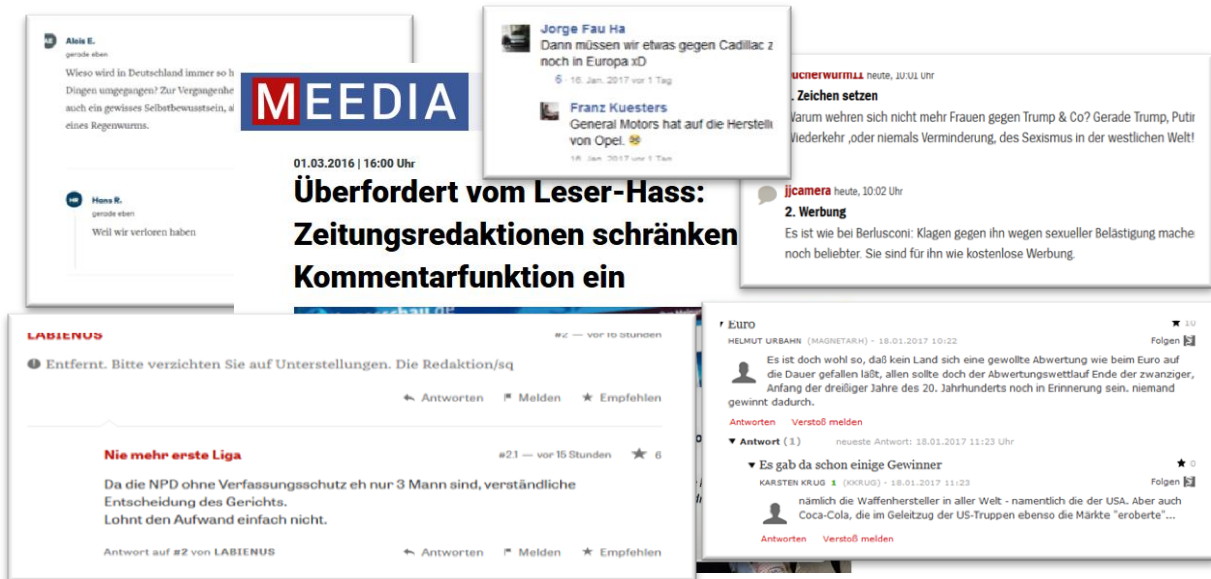 Alois E.
gerade eben
Wieso wird in Deutschland immer so h
Dingen umgegangen? Zur Vergangenhe
auch ein gewisses Selbstbewusstsein, a
eines Regenwurms.
HR
Hans R.
gerade eben
Weil wir verloren haben
MEEDIA
01.03.2016 | 16:00 Uhr
Überfordert vom Leser-Hass:
Zeitungsredaktionen schränken
Kommentarfunktion ein
Jorge Fau Ha
Dann müssen wir etwas gegen Cadillac z
noch in Europa xD
6 · 16. Jan. 2017 vor 1 Tag
Franz Kuesters
General Motors hat auf die Herstell
von Opel.
16. Jan. 2017 vor 1 Tag
ucherwurm11 heute, 10:01 Uhr
. Zeichen setzen
Warum wehren sich nicht mehr Frauen gegen Trump & Co? Gerade Trump, Putin
Wiederkehr ,oder niemals Verminderung, des Sexismus in der westlichen Welt!
jjcamera heute, 10:02 Uhr
2. Werbung
Es ist wie bei Berlusconi: Klagen gegen ihn wegen sexueller Belästigung mache
noch beliebter. Sie sind für ihn wie kostenlose Werbung.
LABIENUS
#2 — vor 16 Stunden
Entfernt. Bitte verzichten Sie auf Unterstellungen. Die Redaktion/sq
Antworten Melden Empfehlen
Nie mehr erste Liga
#2.1 — vor 15 Stunden 6
Da die NPD ohne Verfassungsschutz eh nur 3 Mann sind, verständliche
Entscheidung des Gerichts.
Lohnt den Aufwand einfach nicht.
Antwort auf #2 von LABIENUS
Antworten Melden Empfehlen
Euro
10
HELMUT URBAHN (MAGNETARH) - 18.01.2017 10:22
Folgen
Es ist doch wohl so, daß kein Land sich eine gewollte Abwertung wie beim Euro auf
die Dauer gefallen läßt, allen sollte doch der Abwertungswettlauf Ende der zwanziger,
Anfang der dreißiger Jahre des 20. Jahrhunderts noch in Erinnerung sein. niemand
gewinnt dadurch.
Antworten Verstoß melden
Antwort (1) neueste Antwort: 18.01.2017 11:23 Uhr
Es gab da schon einige Gewinner
0
KARSTEN KRUG 1 (KKRUG) - 18.01.2017 11:23
Folgen
nämlich die Waffenhersteller in aller Welt - namentlich die der USA. Aber auch
Coca-Cola, die im Geleitzug der US-Truppen ebenso die Märkte "eroberte"...
Antworten Verstoß melden